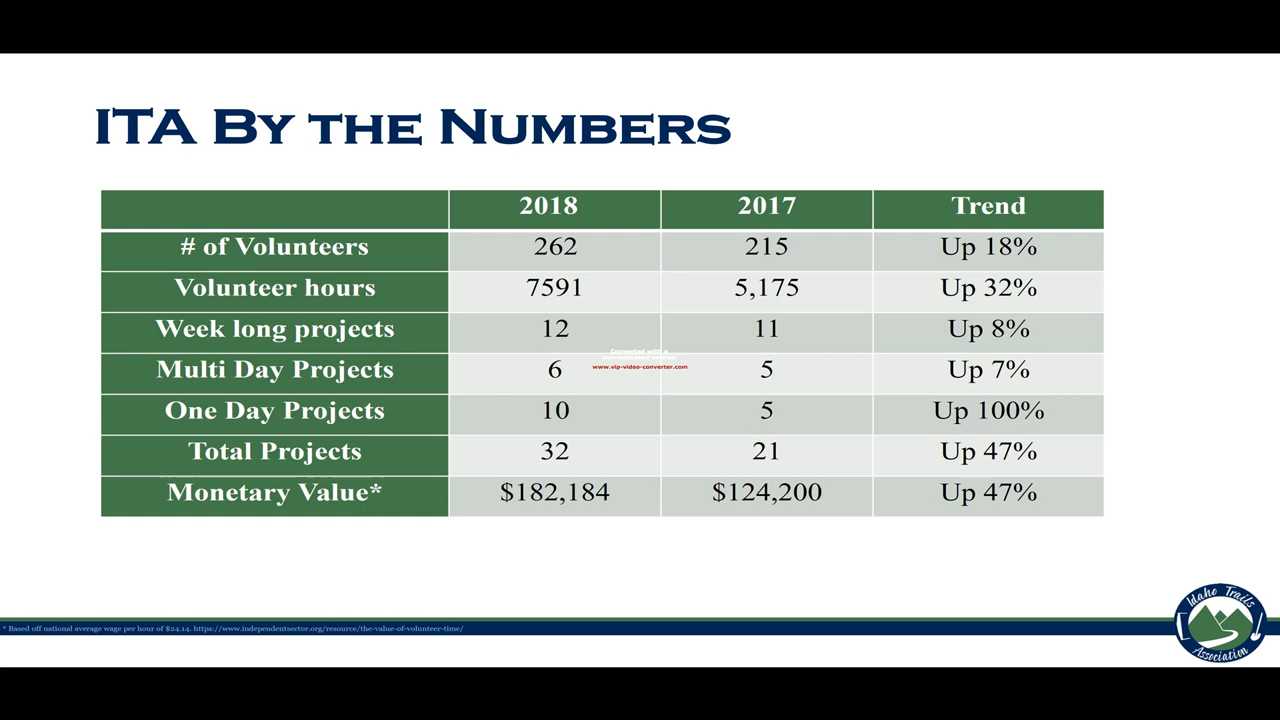 ITA By the Numbers
2018 2017 Trend
# of Volunteers 262 215 Up 18%
Volunteer hours 7591 5,175 Up 32%
Week long projects 12 11 Up 8%
Converted with a
www.vip-video-converter.com
Multi Day Projects 6 5 Up 7%
One Day Projects 10 5 Up 100%
Total Projects 32 21 Up 47%
Monetary Value* $182,184 $124,200 Up 47%
* Based off national average wage per hour of $24.14. https://www.independentsector.org/resource/the-value-of-volunteer-time/
Idaho Trails
Association